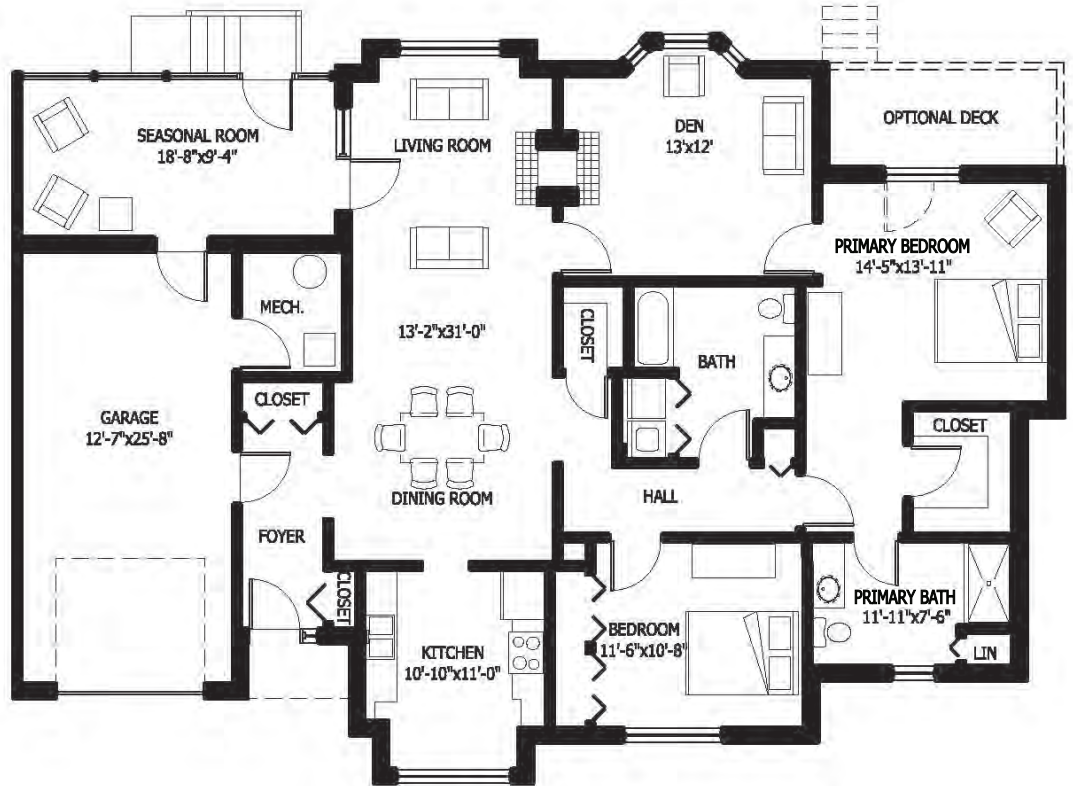 SEASONAL ROOM
18'-8"x9'-4"
LIVING ROOM
DEN
13'x12'
OPTIONAL DECK
PRIMARY BEDROOM
14'-5"x13'-11"
MECH.
13'-2"x31'-0"
CLOSET
BATH
CLOSET
GARAGE
12'-7"x25'-8"
CLOSET
DINING ROOM
HALL
FOYER
CLOSET
PRIMARY BATH
11'-11"x7'-6"
KITCHEN
10'-10"x11'-0"
BEDROOM
11'-6"x10'-8"
LIN